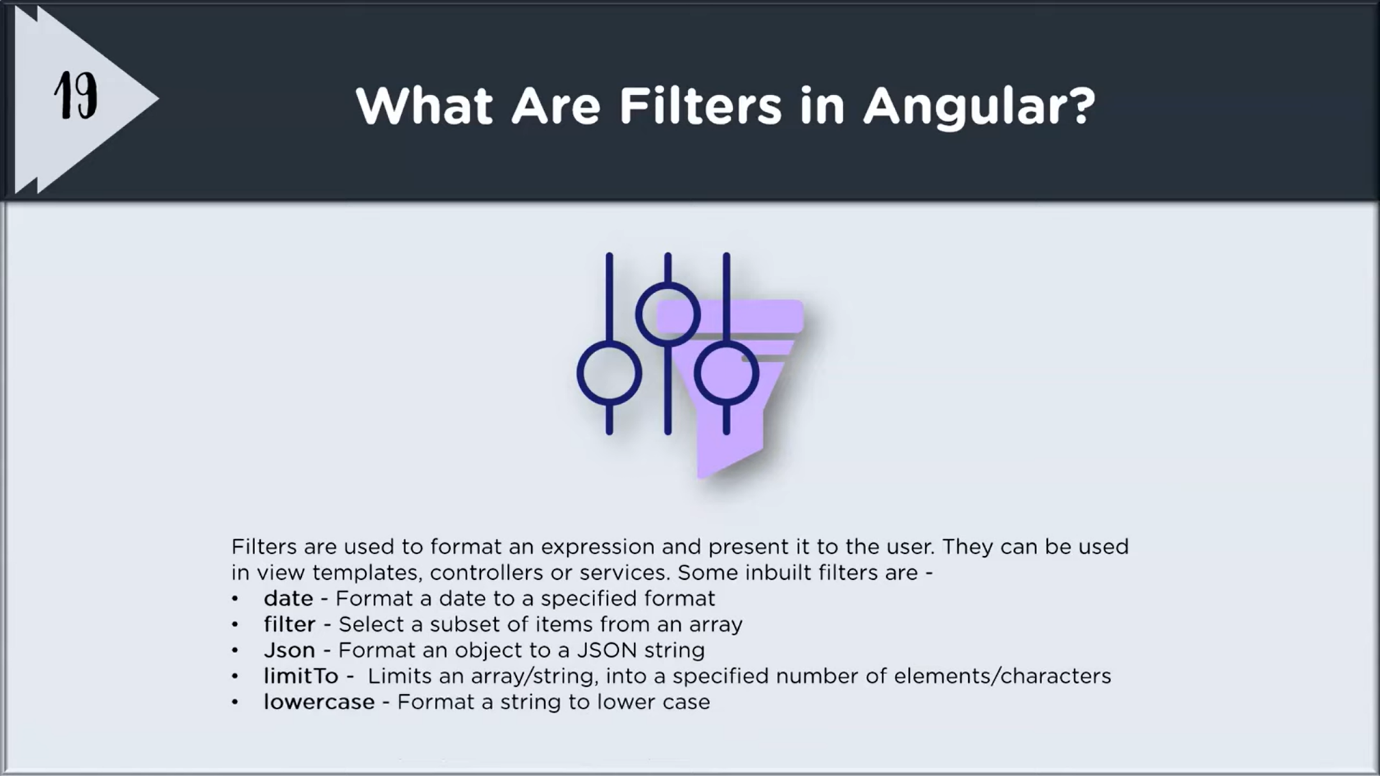 19
What Are Filters in Angular?
Filters are used to format an expression and present it to the user. They can be used
in view templates, controllers or services. Some inbuilt filters are -
• date - Format a date to a specified format
• filter - Select a subset of items from an array
• Json - Format an object to a JSON string
• limitTo - Limits an array/string, into a specified number of elements/characters
• lowercase - Format a string to lower case